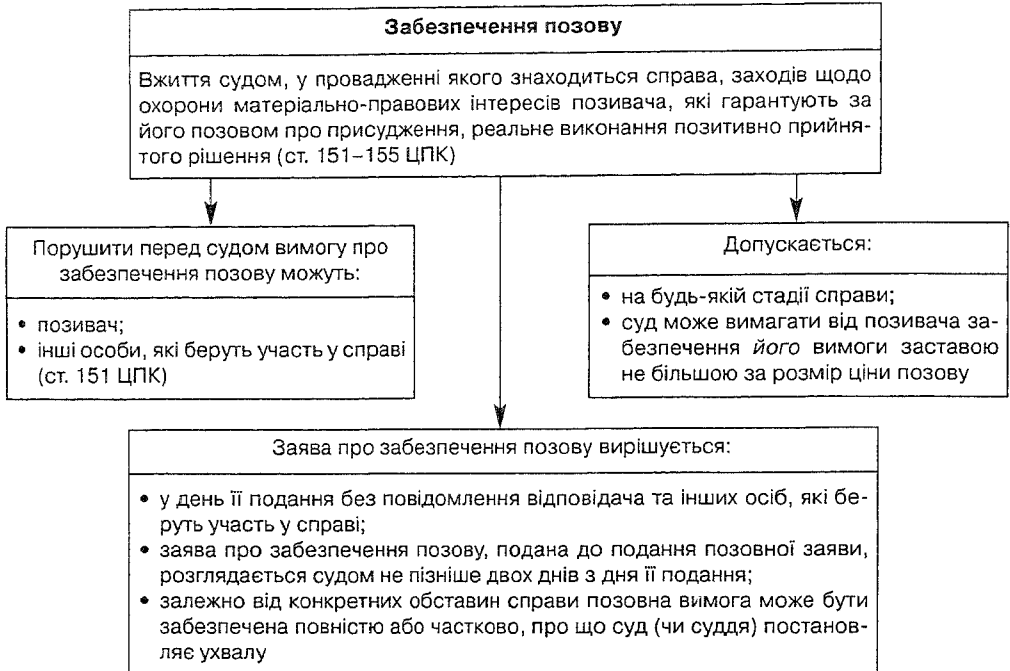 Забезпечення позову
Вжиття судом, у провадженні якого знаходиться справа, заходів щодо
охорони матеріально-правових інтересів позивача, які гарантують за
його позовом про присудження, реальне виконання позитивно прийня-
того рішення (ст. 151–155 ЦПК)
Порушити перед судом вимогу про
забезпечення позову можуть:
• позивач;
• інші особи, які беруть участь у справі
(ст. 151 ЦПК)
Допускається:
• на будь-якій стадії справи;
• суд може вимагати від позивача за-
безпечення його вимоги заставою
не більшою за розмір ціни позову
Заява про забезпечення позову вирішується:
• у день її подання без повідомлення відповідача та інших осіб, які бе-
руть участь у справі;
• заява про забезпечення позову, подана до подання позовної заяви,
розглядається судом не пізніше двох днів з дня її подання;
• залежно від конкретних обставин справи позовна вимога може бути
забезпечена повністю або частково, про що суд (чи суддя) постанов-
ляє ухвалу